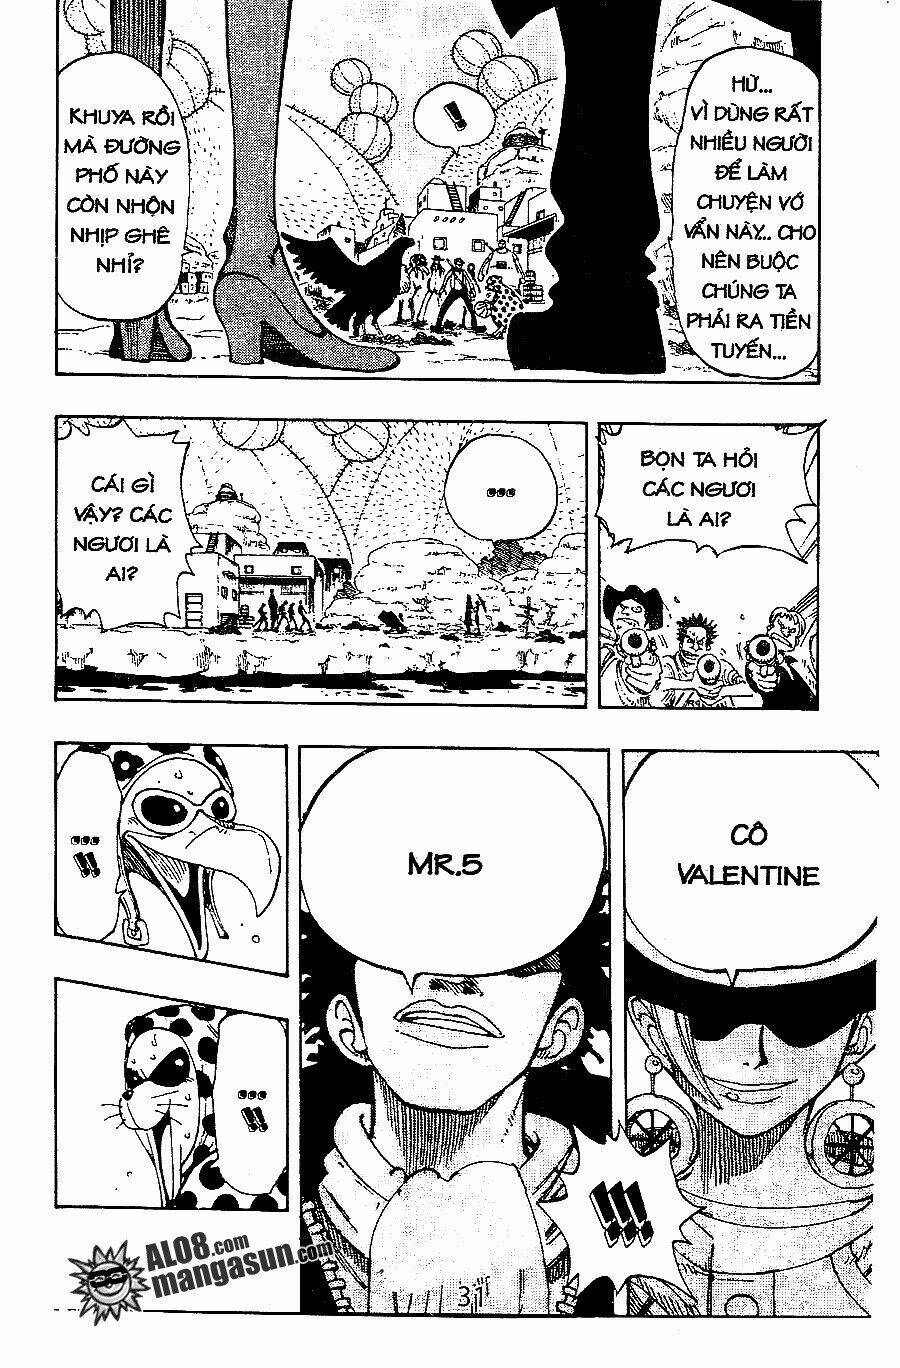 HỪ...
VÌ DÙNG RẤT
NHIỀU NGƯỜI
ĐỂ LÀM
CHUYỆN VỚ
VẨN NÀY.. CHO
NÊN BUỘC
CHÚNG TA
PHẢI RA TIỀN
TUYẾN...
!!
KHUYA RỒI
MÀ ĐƯỜNG
PHỐ NÀY
CÒN NHỘN
NHỊP GHÊ
NHỈ?
BỌN TA HỎI
CÁC NGƯƠI
LÀ AI?
...
CÁI GÌ
VẬY? CÁC
NGƯƠI LÀ
AI?
CÔ
VALENTINE
MR.5
...
!!
...
!!
!!!
31
AL08.com
mangasun.com